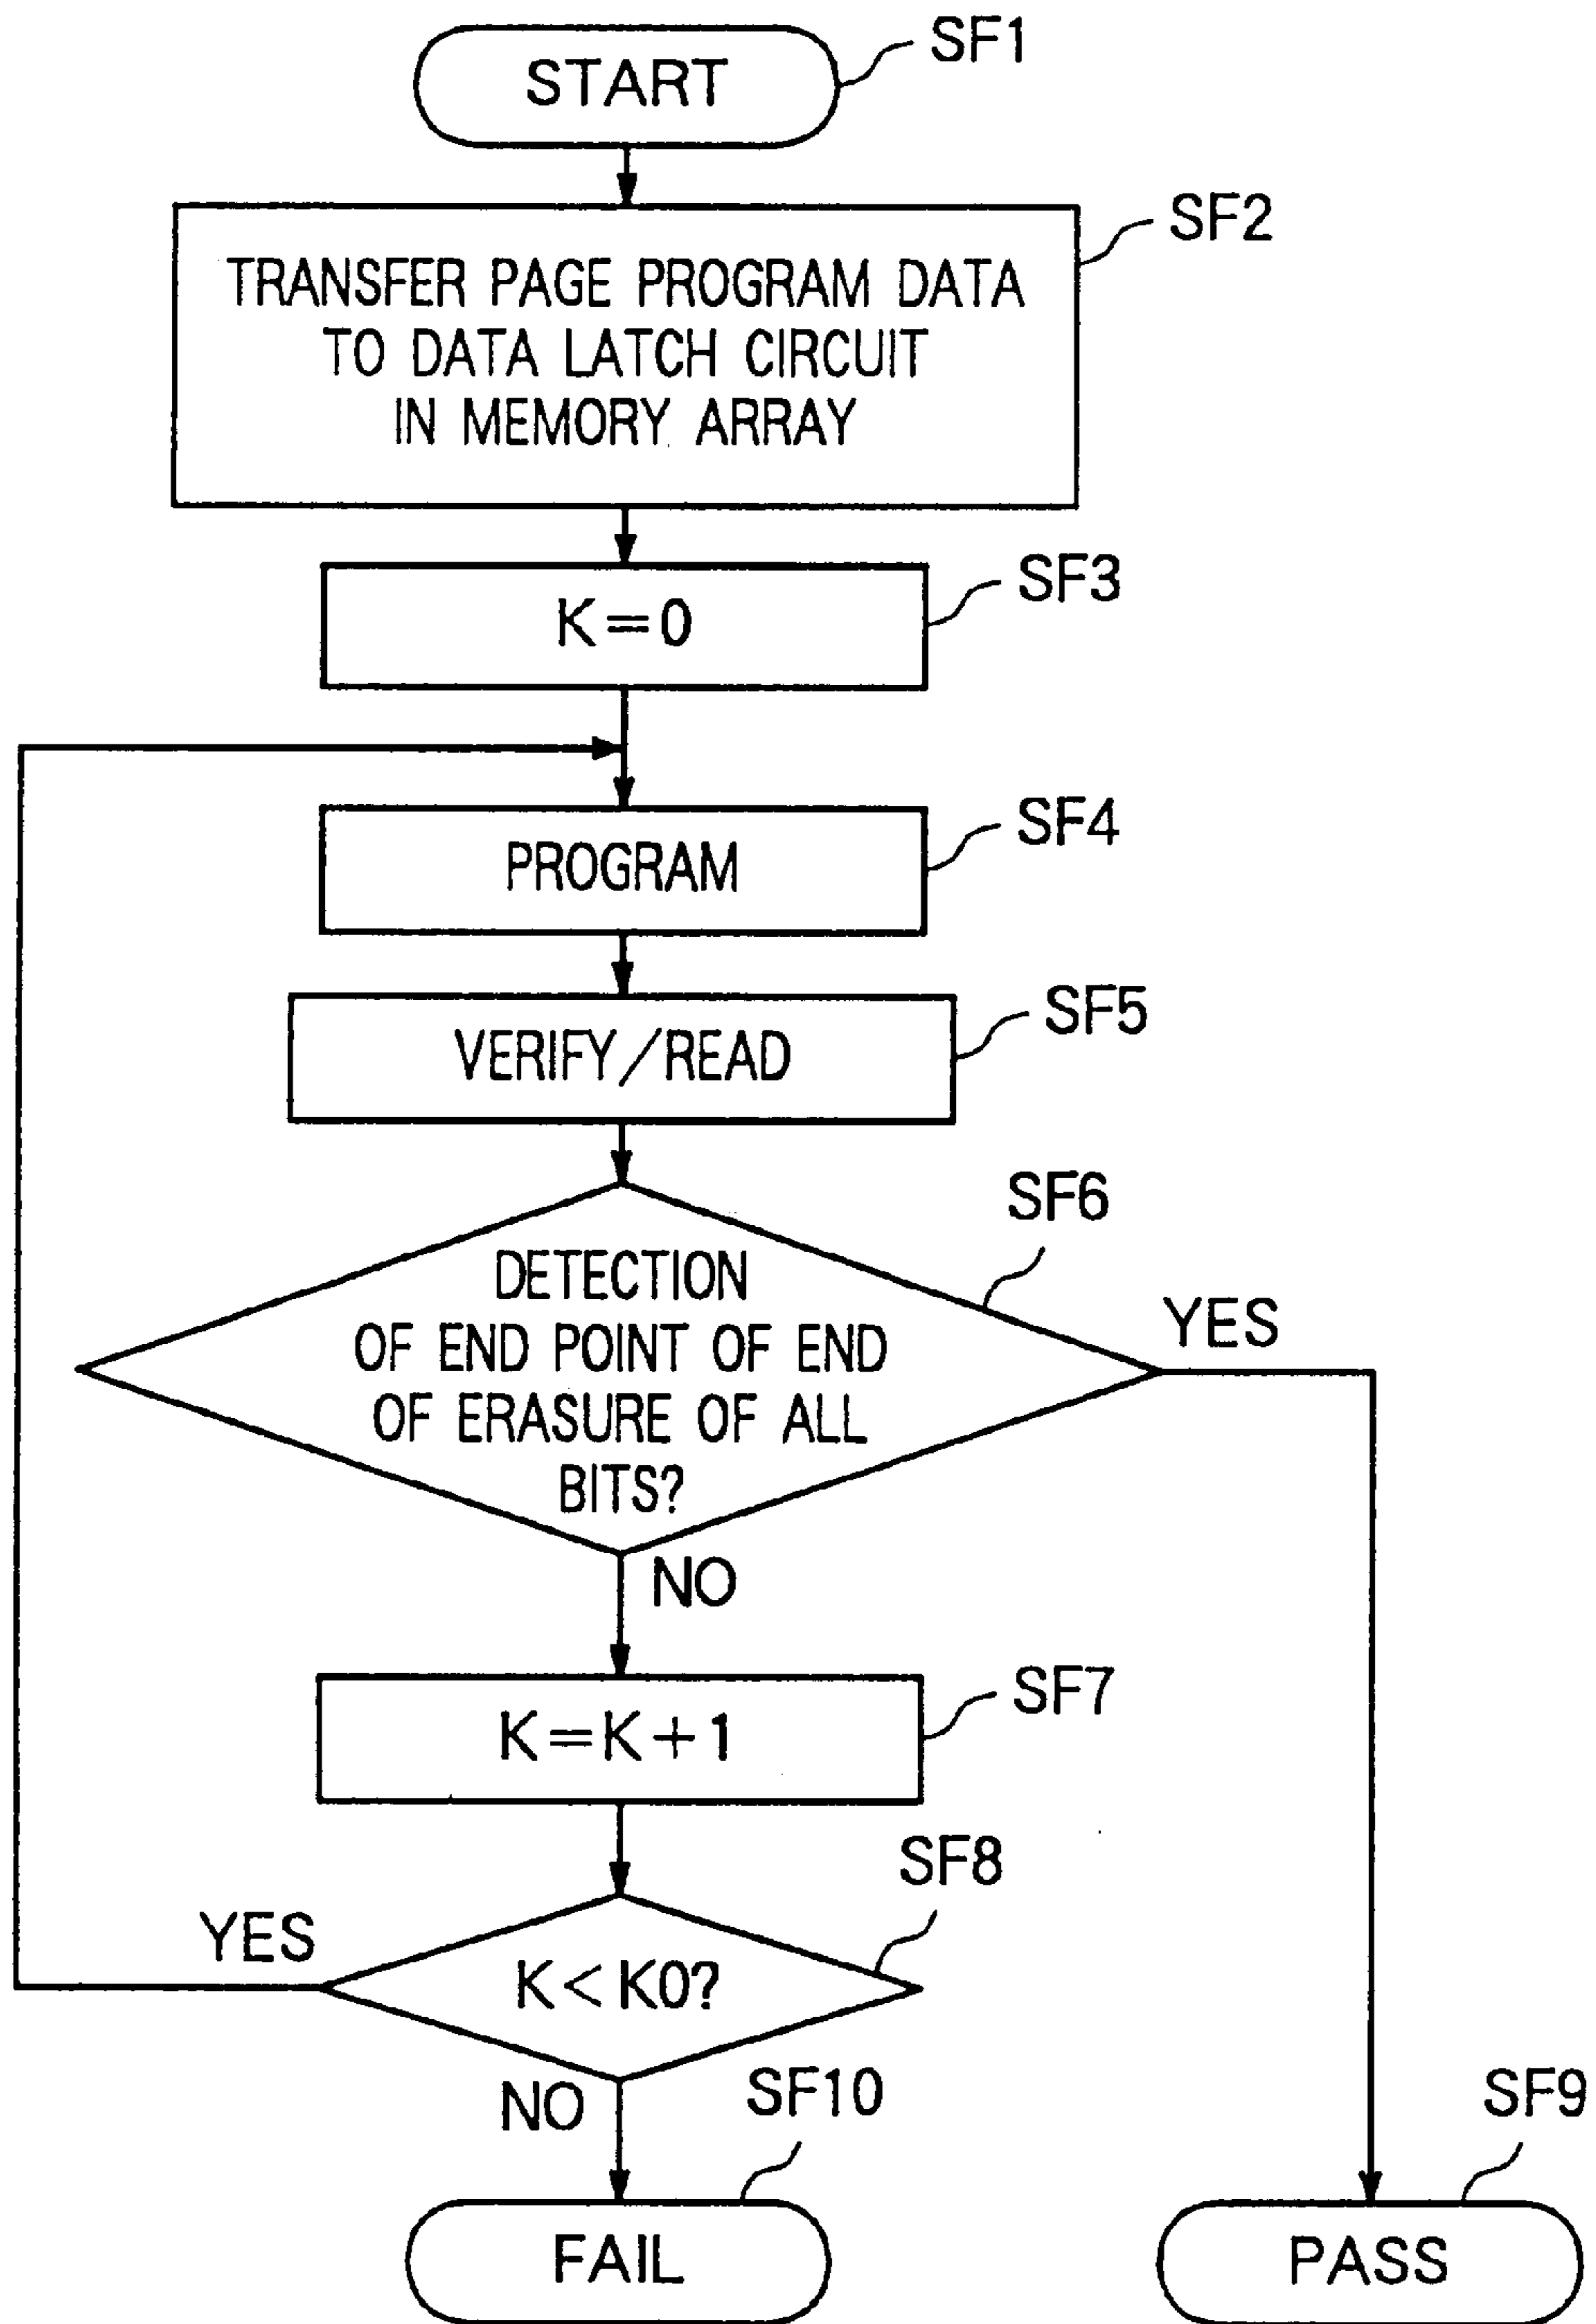 START
SF1
SF2
TRANSFER PAGE PROGRAM DATA
TO DATA LATCH CIRCUIT
IN MEMORY ARRAY
SF3
K=0
SF4
PROGRAM
SF5
VERIFY/READ
SF6
DETECTION
OF END POINT OF END
OF ERASURE OF ALL
BITS?
YES
NO
SF7
K=K+1
SF8
YES
K<K0?
NO
SF10
SF9
FAIL
PASS